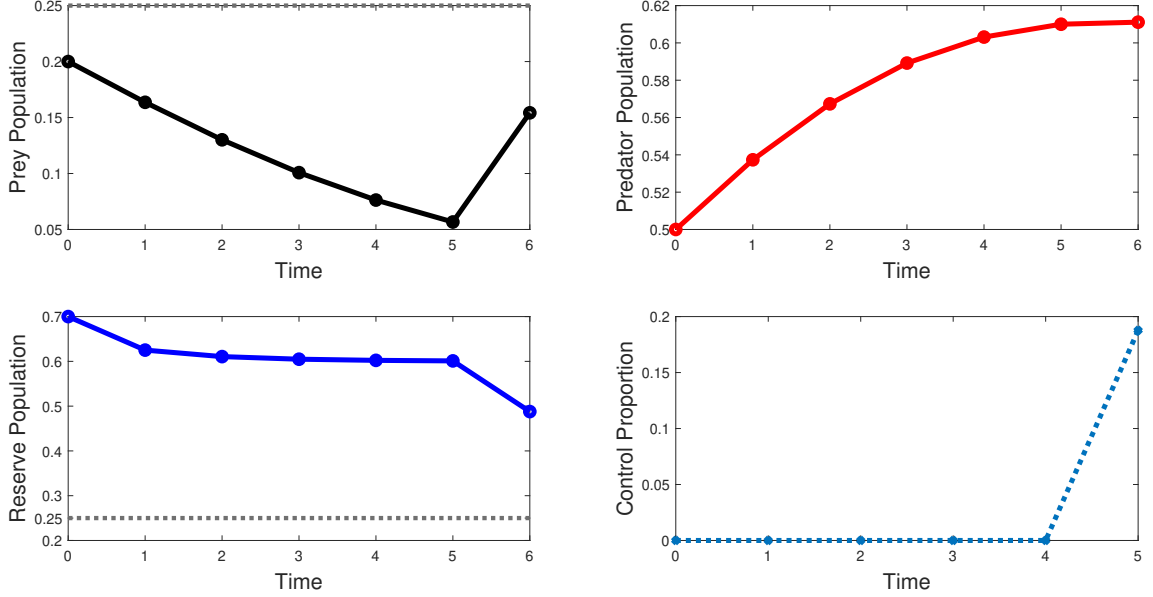 Prey Population
0.25
0.2
0.15
0.1
0.05
0 1 2 3 4 5 6
Time
Predator Population
0.62
0.6
0.58
0.56
0.54
0.52
0.5
0 1 2 3 4 5 6
Time
Reserve Population
0.7
0.6
0.5
0.4
0.3
0.25
0.2
0 1 2 3 4 5 6
Time
Control Proportion
0.2
0.15
0.1
0.05
0
0 1 2 3 4 5
Time